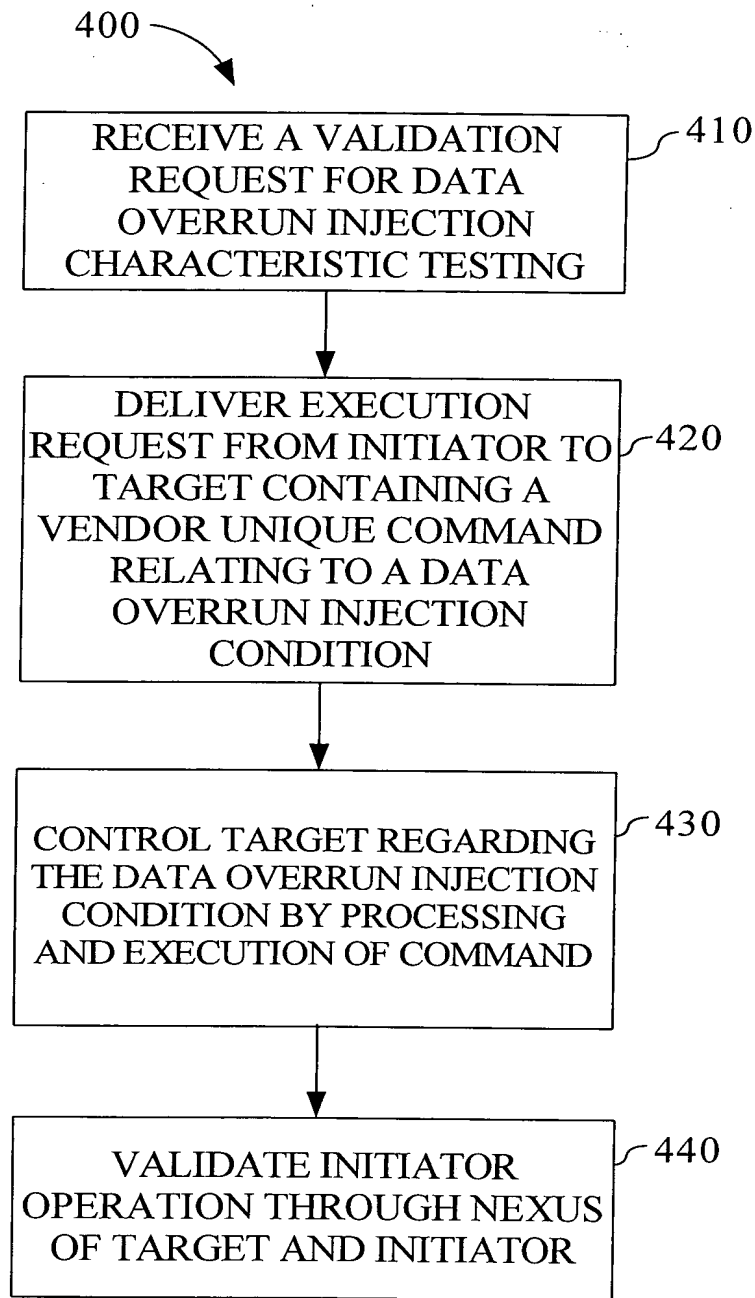 400
RECEIVE A VALIDATION
REQUEST FOR DATA
OVERRUN INJECTION
CHARACTERISTIC TESTING
410
DELIVER EXECUTION
REQUEST FROM INITIATOR TO
TARGET CONTAINING A
VENDOR UNIQUE COMMAND
RELATING TO A DATA
OVERRUN INJECTION
CONDITION
420
CONTROL TARGET REGARDING
THE DATA OVERRUN INJECTION
CONDITION BY PROCESSING
AND EXECUTION OF COMMAND
430
VALIDATE INITIATOR
OPERATION THROUGH NEXUS
OF TARGET AND INITIATOR
440